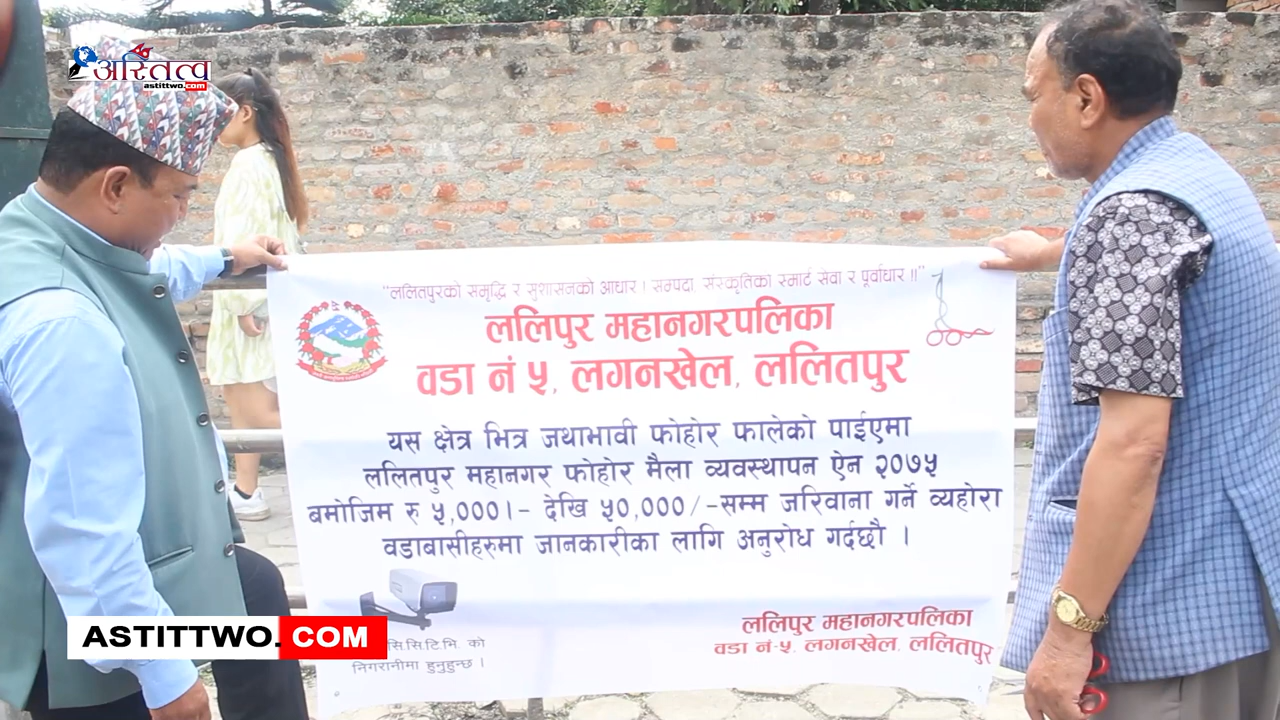 अस्तित्व
astittwo.com
"ललितपुरको समृद्धि र सुशासनको आधार । सम्पदा, संस्कृतिका स्मार्ट सेवा र पूर्वाधार ॥"
ललिपुर महानगरपलिका
वडा नं ५, लगनखेल, ललितपुर
यस क्षेत्र भित्र जथाभावी फोहोर फालेको पाईएमा
ललितपुर महानगर फोहोर मैला व्यवस्थापन ऐन २०७५
बमोजिम रु ५,०००।- देखि ५०,०००/-सम्म जरिवाना गर्ने व्यहोरा
वडाबासीहरुमा जानकारीका लागि अनुरोध गर्दछौ ।
सि.सि.टि.भि. को
निगरानीमा हुनुहुन्छ ।
ललिपुर महानगरपलिका
वडा नं-५, लगनखेल, ललितपुर
ASTITTWO.COM